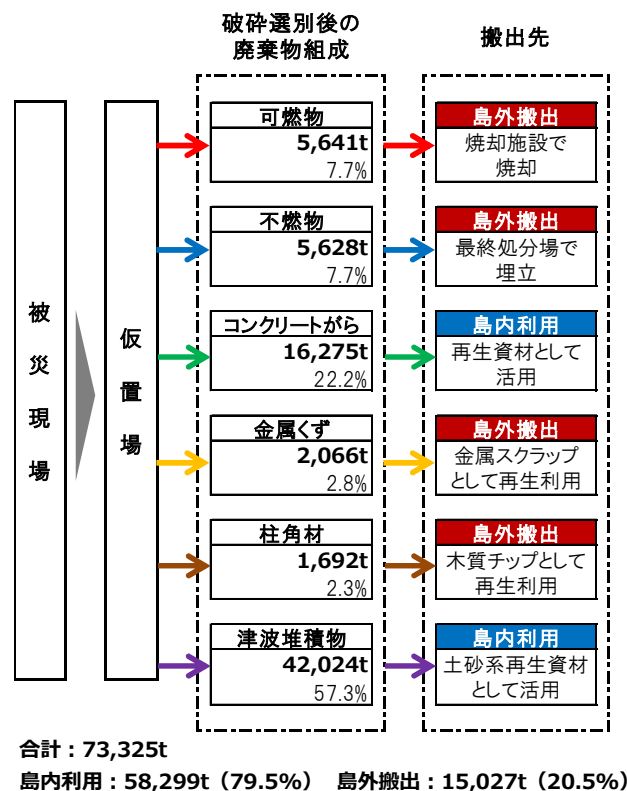 破砕選別後の
廃棄物組成
搬出先
被災現場
仮置場
可燃物
5,641t
7.7%
島外搬出
焼却施設で
焼却
不燃物
5,628t
7.7%
島外搬出
最終処分場で
埋立
コンクリートがら
16,275t
22.2%
島内利用
再生資材として
活用
金属くず
2,066t
2.8%
島外搬出
金属スクラップ
として再生利用
柱角材
1,692t
2.3%
島外搬出
木質チップとして
再生利用
津波堆積物
42,024t
57.3%
島内利用
土砂系再生資材
として活用
合計：73,325t
島内利用：58,299t（79.5%） 島外搬出：15,027t（20.5%）